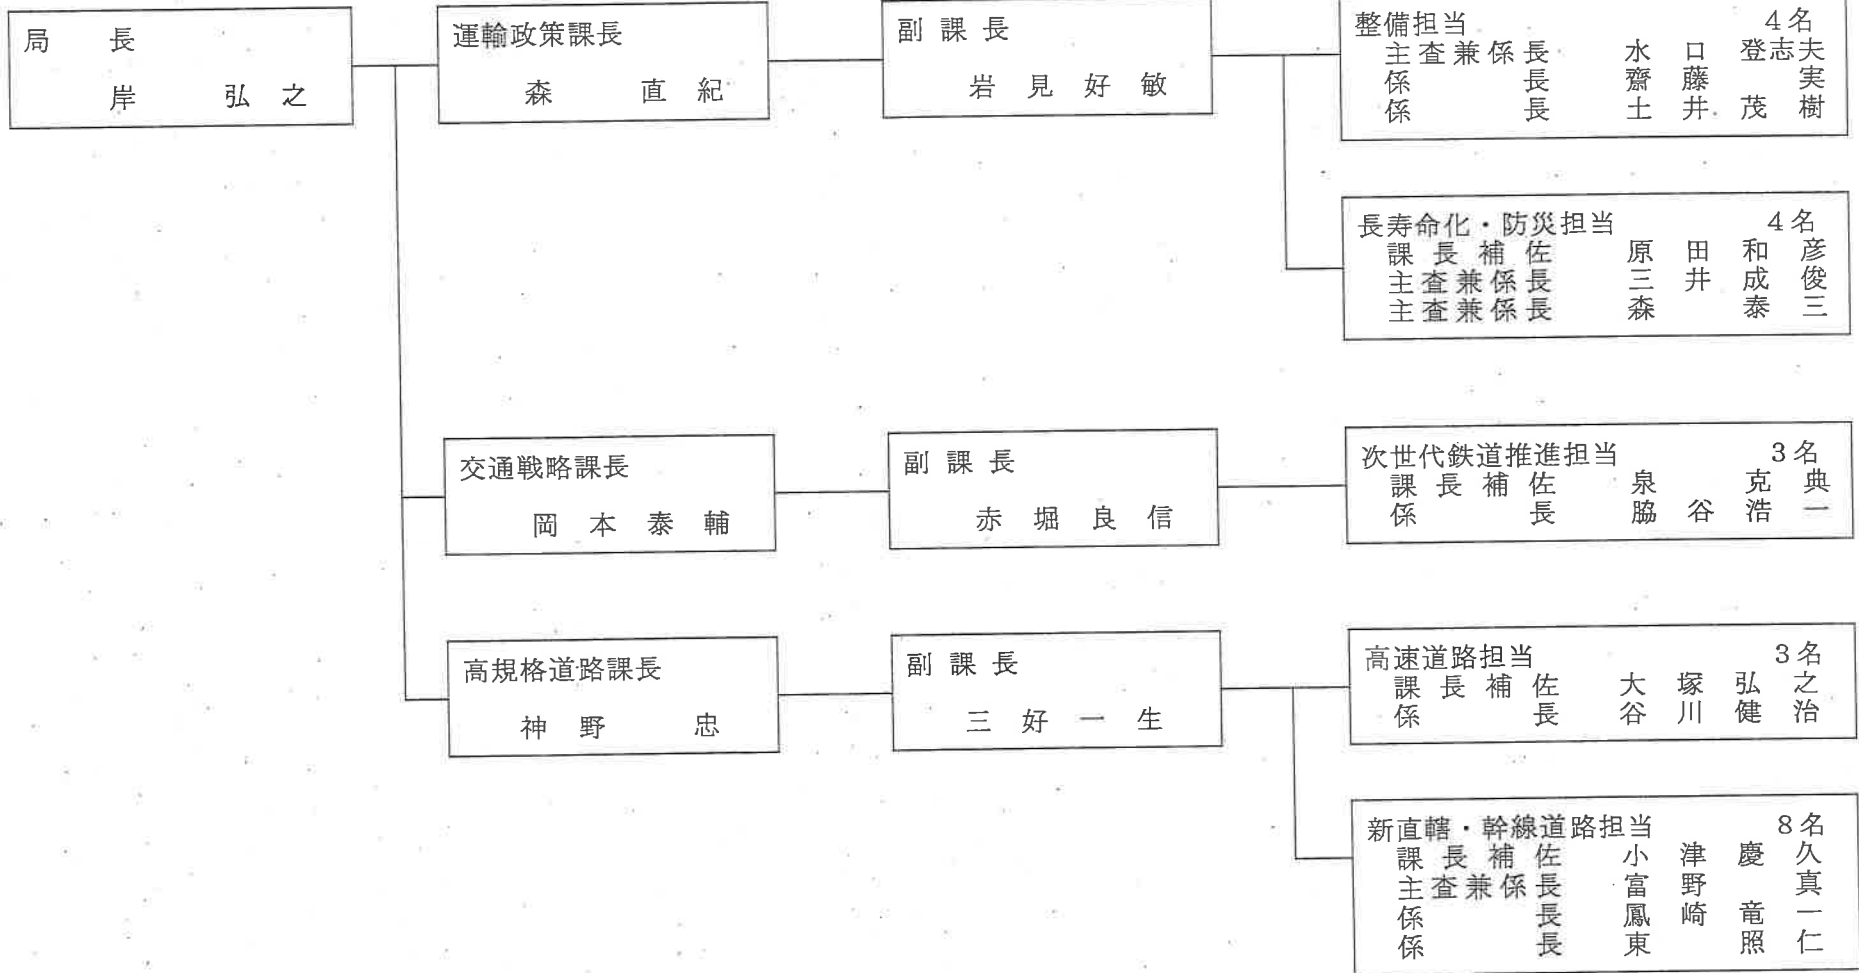 局長
岸 弘之
運輸政策課長
森 直紀
副課長
岩見好敏
整備担当 4名
主査兼係長 水口登志夫
係長 齋藤 実
係長 土井茂樹
長寿命化・防災担当 4名
課長補佐 原田和彦
主査兼係長 三井成俊
主査兼係長 森 泰三
交通戦略課長
岡本泰輔
副課長
赤堀良信
次世代鉄道推進担当 3名
課長補佐 泉 克典
係長 脇谷浩一
高規格道路課長
神野 忠
副課長
三好一生
高速道路担当 3名
課長補佐 大塚弘之
係長 谷川健治
新直轄・幹線道路担当 8名
課長補佐 小津慶久
主査兼係長 富野 真
係長 鳳崎竜一
係長 東 照仁